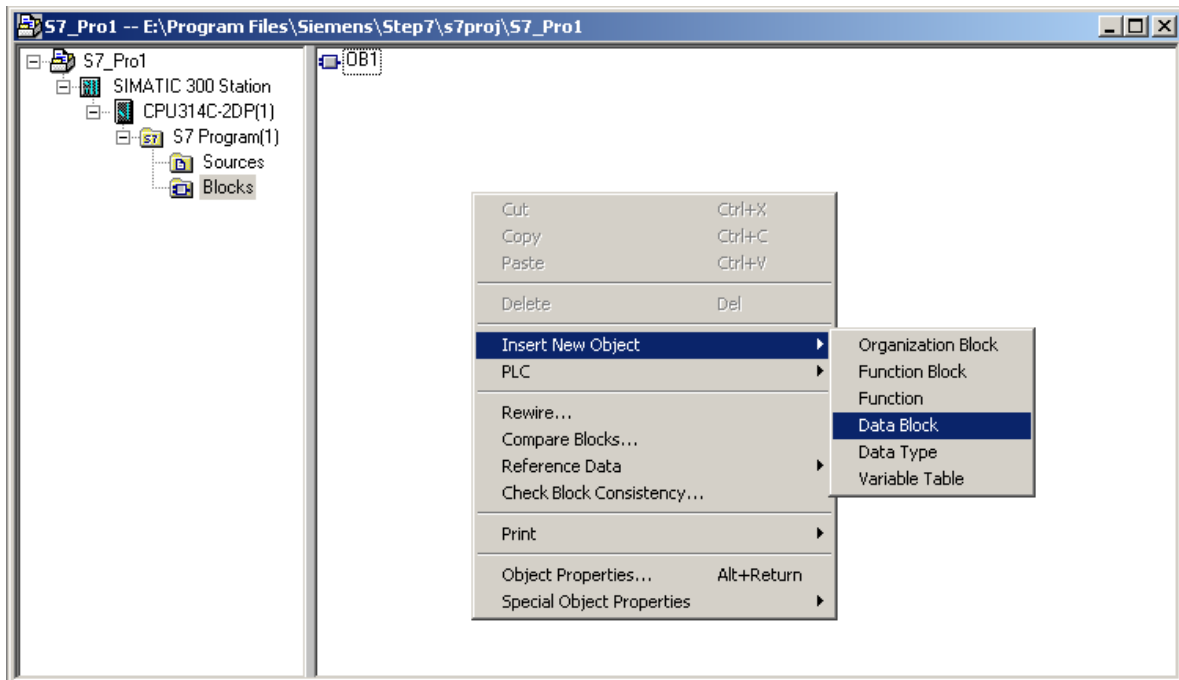 S7_Pro1 -- E:\Program Files\Siemens\Step7\s7proj\S7_Pro1
S7_Pro1
SIMATIC 300 Station
CPU314C-2DP(1)
S7 Program(1)
Sources
Blocks
OB1
Cut Ctrl+X
Copy Ctrl+C
Paste Ctrl+V
Delete Del
Insert New Object
PLC
Rewire...
Compare Blocks...
Reference Data
Check Block Consistency...
Print
Object Properties... Alt+Return
Special Object Properties
Organization Block
Function Block
Function
Data Block
Data Type
Variable Table